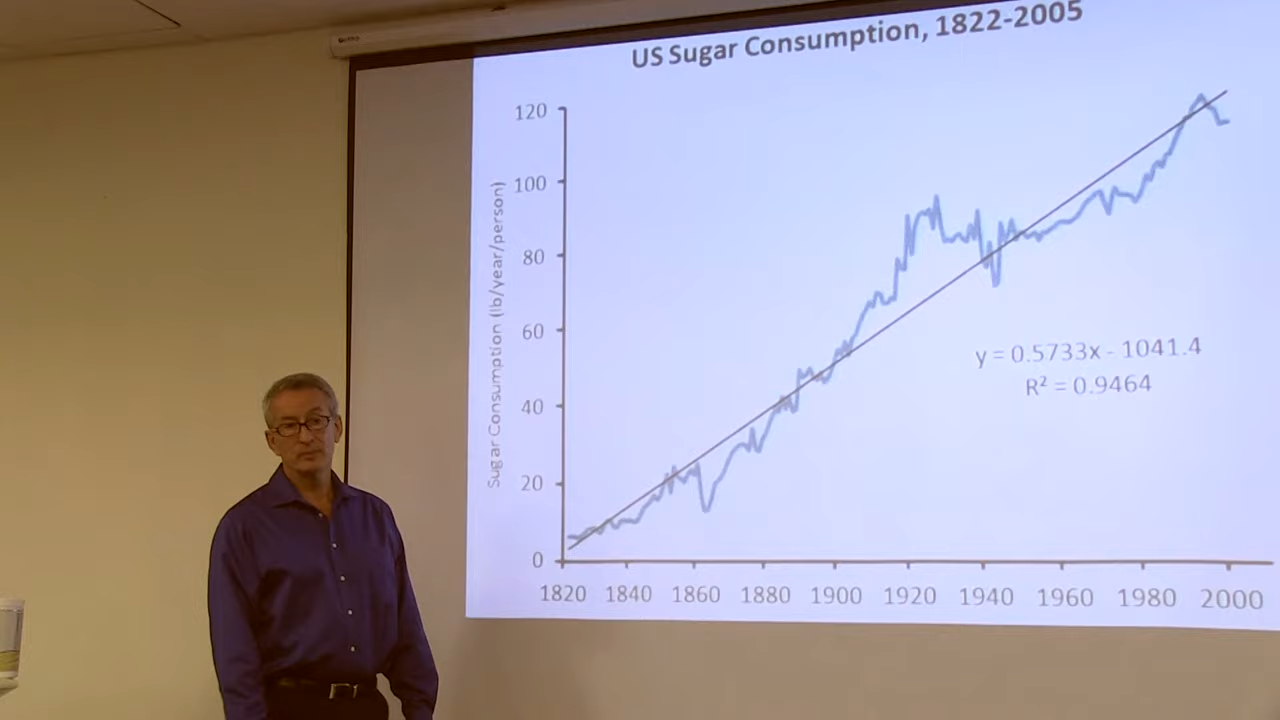 US Sugar Consumption, 1822-2005
120
100
80
60
40
20
0
Sugar Consumption (lb/year/person)
y = 0.5733x - 1041.4
R² = 0.9464
1820 1840 1860 1880 1900 1920 1940 1960 1980 2000